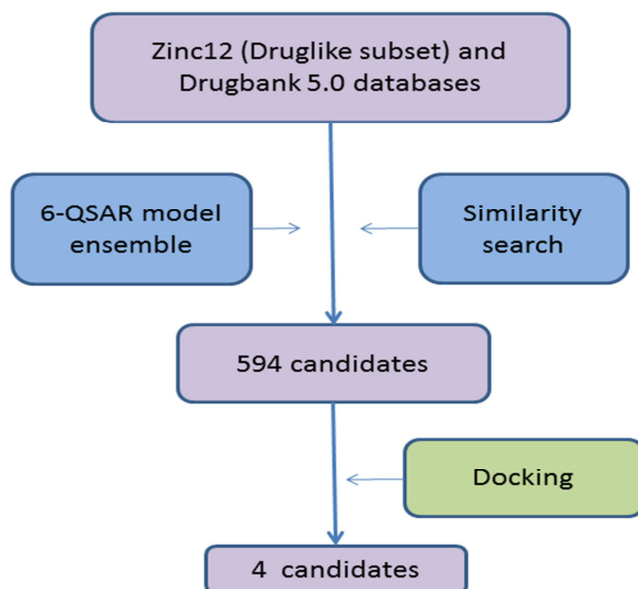 Zinc12 (Druglike subset) and
Drugbank 5.0 databases
6-QSAR model
ensemble
Similarity
search
594 candidates
Docking
4 candidates